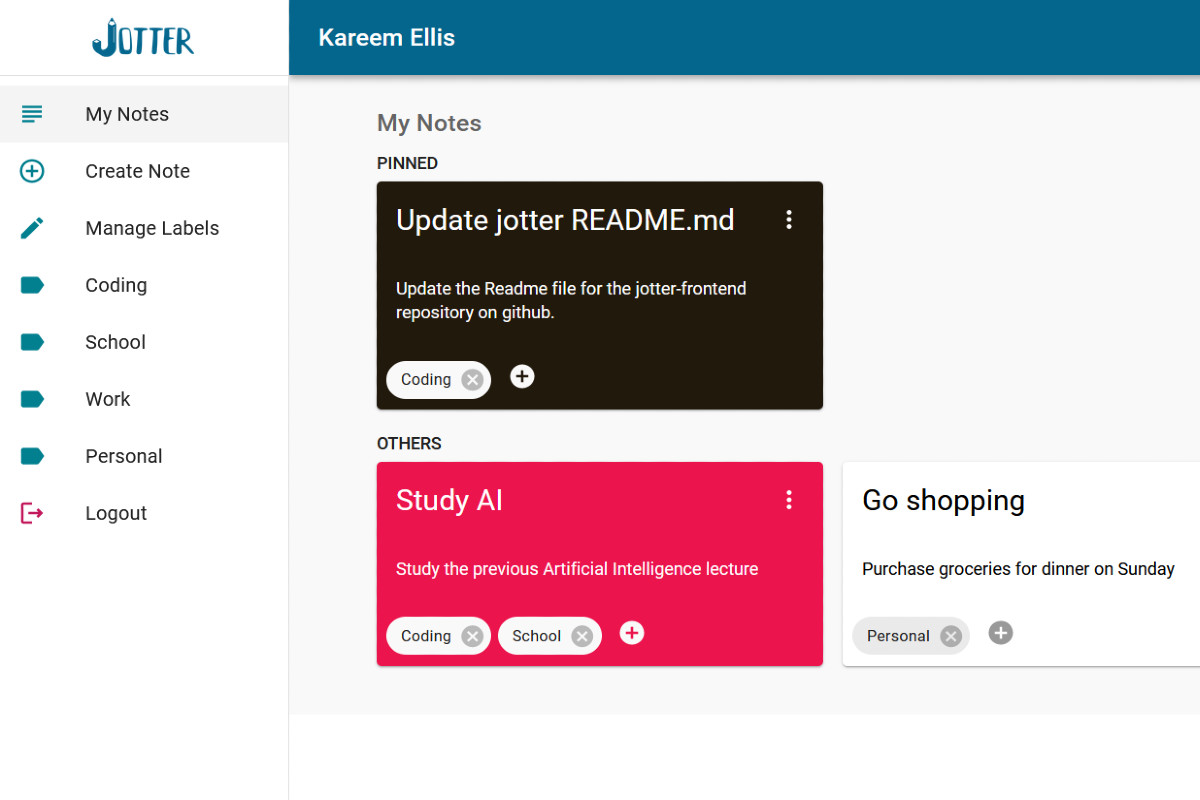 JOTTER
Kareem Ellis
My Notes
Create Note
Manage Labels
Coding
School
Work
Personal
Logout
My Notes
PINNED
Update jotter README.md
Update the Readme file for the jotter-frontend
repository on github.
Coding
OTHERS
Study AI
Study the previous Artificial Intelligence lecture
Coding School
Go shopping
Purchase groceries for dinner on Sunday
Personal